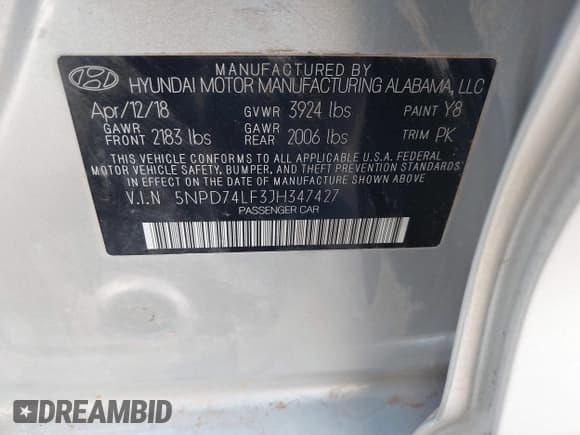 MANUFACTURED BY
HYUNDAI MOTOR MANUFACTURING ALABAMA, LLC
Apr/12/18 GVWR 3924 lbs PAINT Y8
GAWR FRONT 2183 lbs GAWR REAR 2006 lbs TRIM PK
THIS VEHICLE CONFORMS TO ALL APPLICABLE U.S.A. FEDERAL
MOTOR VEHICLE SAFETY, BUMPER, AND THEFT PREVENTION STANDARDS
IN EFFECT ON THE DATE OF MANUFACTURE SHOWN ABOVE.
V.I.N 5NPD74LF3JH347427
PASSENGER CAR
DREAMBID